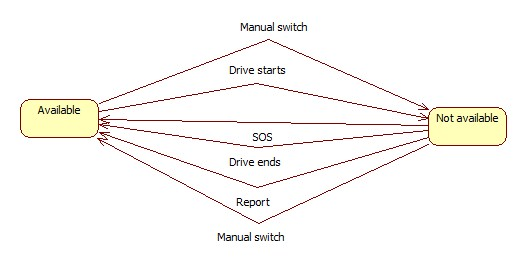 Manual switch
Drive starts
Available
Not available
SOS
Drive ends
Report
Manual switch